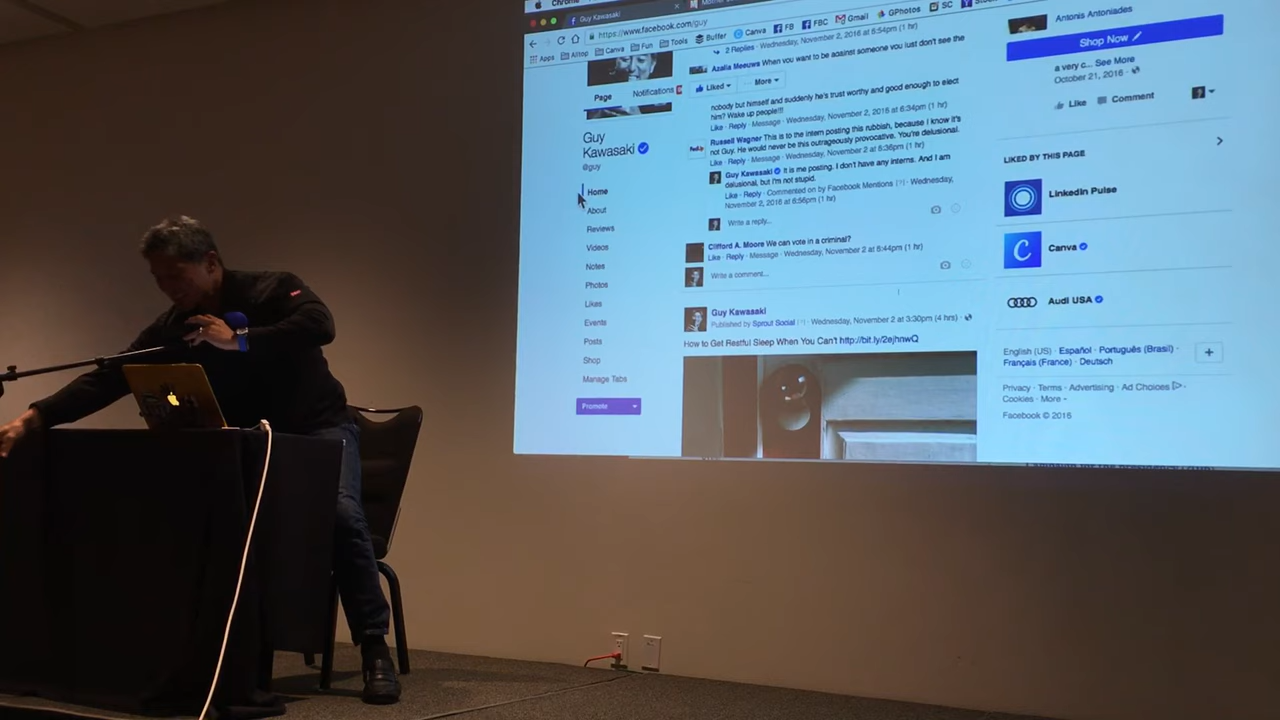 Chrome
Guy Kawasaki
https://www.facebook.com/guy
Apps Alltop Canva Fun Tools Buffer Canva FB FBC Gmail GPhotos SC
Page Notifications
Guy
Kawasaki
@guy
Home
About
Reviews
Videos
Notes
Photos
Likes
Events
Posts
Shop
Manage Tabs
Promote
2 Replies · Wednesday, November 2, 2016 at 6:54pm (1 hr)
Azalia Meeuws When you want to be against someone you just don't see the
Liked More
nobody but himself and suddenly he's trust worthy and good enough to elect
him? Wake up people!!!
Like · Reply · Message · Wednesday, November 2, 2016 at 6:34pm (1 hr)
Russell Wagner This is to the intern posting this rubbish, because I know it's
not Guy. He would never be this outrageously provocative. You're delusional.
Like · Reply · Message · Wednesday, November 2 at 6:36pm (1 hr)
Guy Kawasaki It is me posting. I don't have any interns. And I am
delusional, but I'm not stupid.
Like · Reply · Commented on by Facebook Mentions [?] · Wednesday,
November 2, 2016 at 6:56pm (1 hr)
Write a reply...
Clifford A. Moore We can vote in a criminal?
Like · Reply · Message · Wednesday, November 2 at 6:44pm (1 hr)
Write a comment...
Guy Kawasaki
Published by Sprout Social [?] · Wednesday, November 2 at 3:30pm (4 hrs) ·
How to Get Restful Sleep When You Can't http://bit.ly/2ejhnwQ
Antonis Antoniades
Shop Now
a very c... See More
October 21, 2016 ·
Like Comment
LIKED BY THIS PAGE
LinkedIn Pulse
Canva
Audi USA
English (US) · Español · Português (Brasil) ·
Français (France) · Deutsch
Privacy · Terms · Advertising · Ad Choices ·
Cookies · More
Facebook © 2016